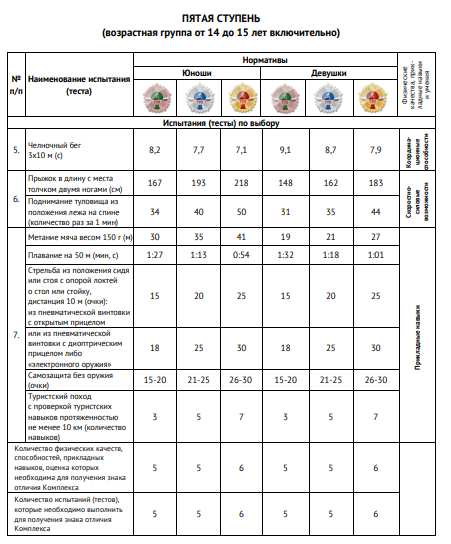 ПЯТАЯ СТУПЕНЬ
(возрастная группа от 14 до 15 лет включительно)
№ п/п
Наименование испытания (теста)
Нормативы
Физические качества, прикладные навыки и умения
Юноши
Девушки
Испытания (тесты) по выбору
5.
Челночный бег
3х10 м (с)
8,2 7,7 7,1 9,1 8,7 7,9
Координационные способности
6.
Прыжок в длину с места
толчком двумя ногами (см)
167 193 218 148 162 183
Скоростно-силовые возможности
Поднимание туловища из
положения лежа на спине
(количество раз за 1 мин)
34 40 50 31 35 44
7.
Метание мяча весом 150 г (м)
30 35 41 19 21 27
Прикладные навыки
Плавание на 50 м (мин, с)
1:27 1:13 0:54 1:32 1:18 1:01
Стрельба из положения сидя
или стоя с опорой локтей
о стол или стойку,
дистанция 10 м (очки):
из пневматической винтовки
с открытым прицелом
15 20 25 15 20 25
или из пневматической
винтовки с диоптрическим
прицелом либо
«электронного оружия»
18 25 30 18 25 30
Самозащита без оружия
(очки)
15-20 21-25 26-30 15-20 21-25 26-30
Туристский поход
с проверкой туристских
навыков протяженностью
не менее 10 км (количество
навыков)
3 5 7 3 5 7
Количество физических качеств,
способностей, прикладных
навыков, оценка которых
необходима для получения знака
отличия Комплекса
5 5 6 5 5 6
Количество испытаний (тестов),
которые необходимо выполнить
для получения знака отличия
Комплекса
5 5 6 5 5 6